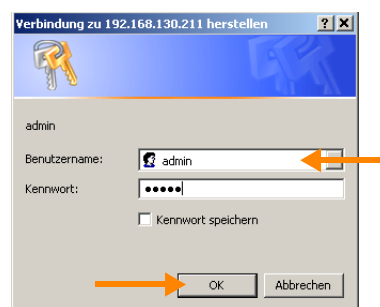 Verbindung zu 192.168.130.211 herstellen
admin
Benutzername: admin
Kennwort: •••••
Kennwort speichern
OK Abbrechen